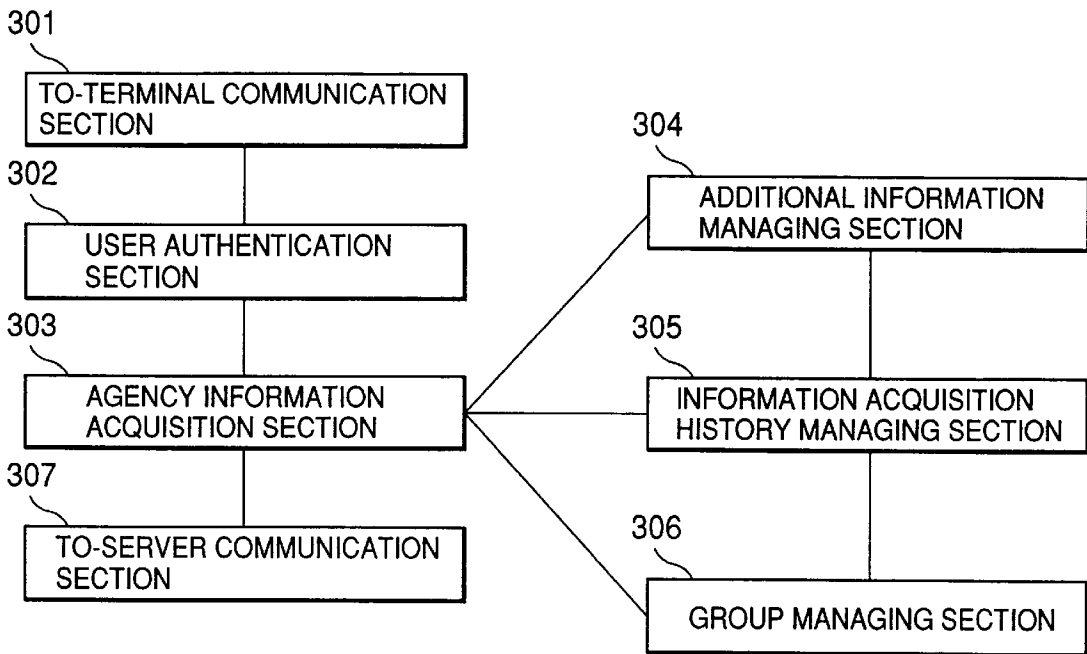 301
TO-TERMINAL COMMUNICATION
SECTION
302
USER AUTHENTICATION
SECTION
303
AGENCY INFORMATION
ACQUISITION SECTION
307
TO-SERVER COMMUNICATION
SECTION
304
ADDITIONAL INFORMATION
MANAGING SECTION
305
INFORMATION ACQUISITION
HISTORY MANAGING SECTION
306
GROUP MANAGING SECTION